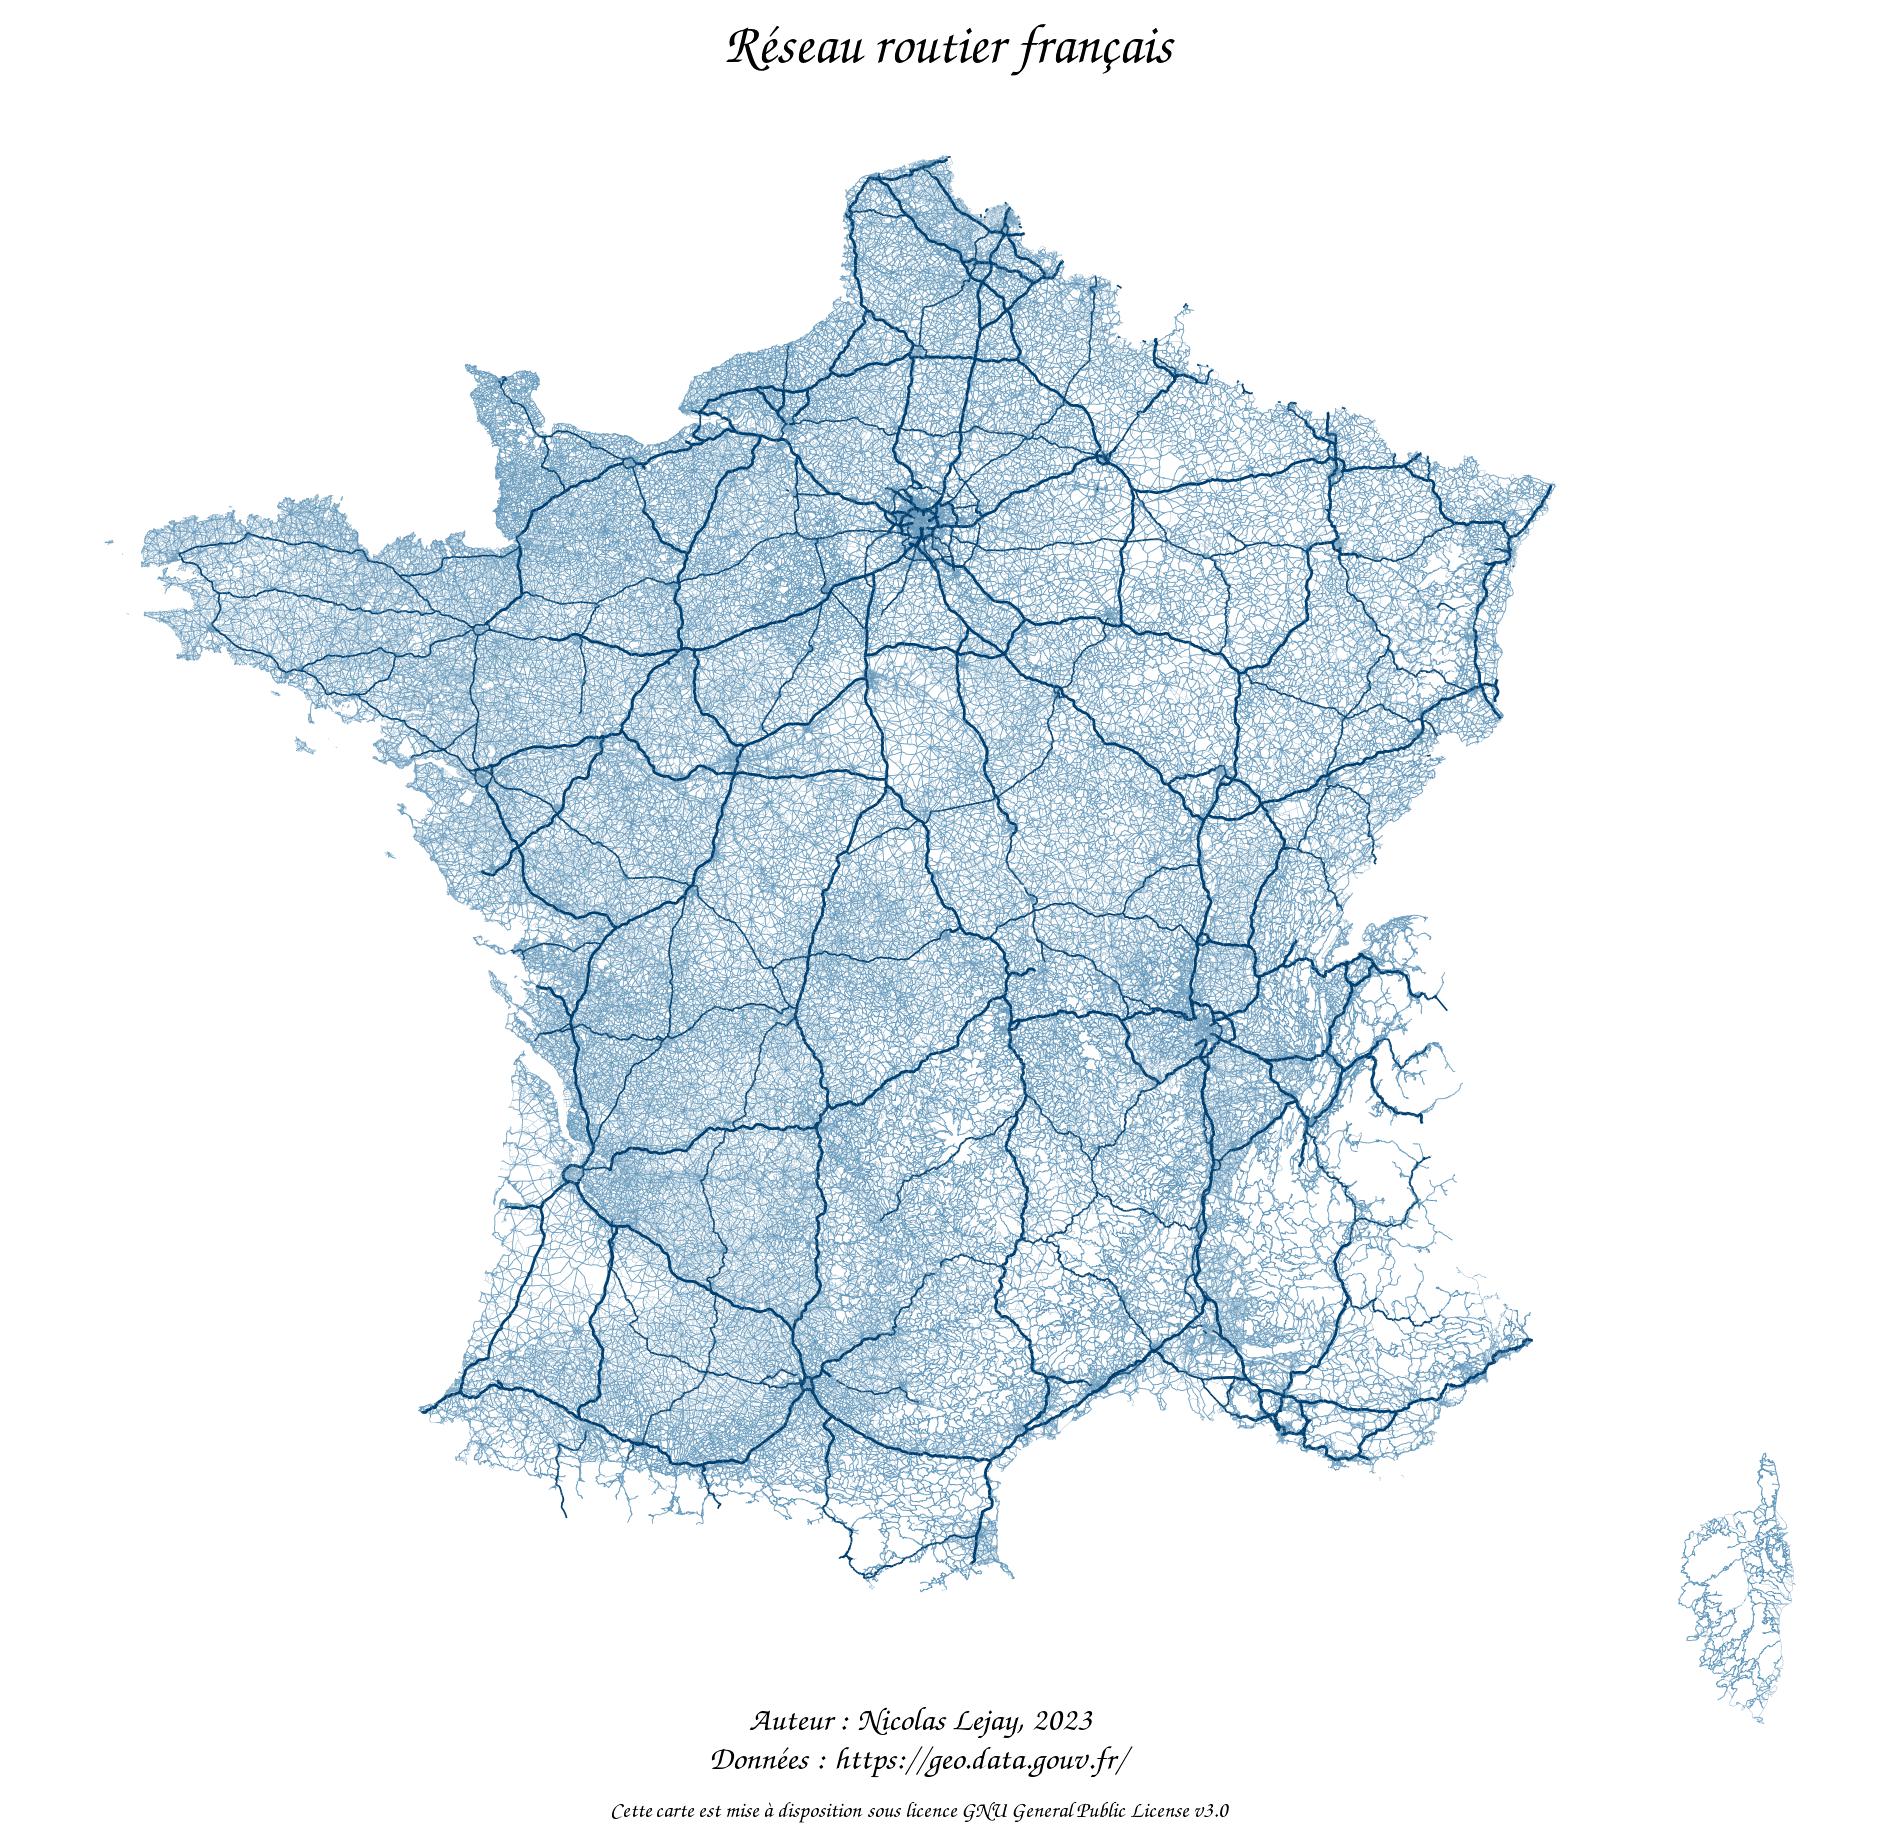 Réseau routier français
Auteur : Nicolas Lejay, 2023
Données : https://geo.data.gouv.fr/
Cette carte est mise à disposition sous licence GNU General Public License v3.0